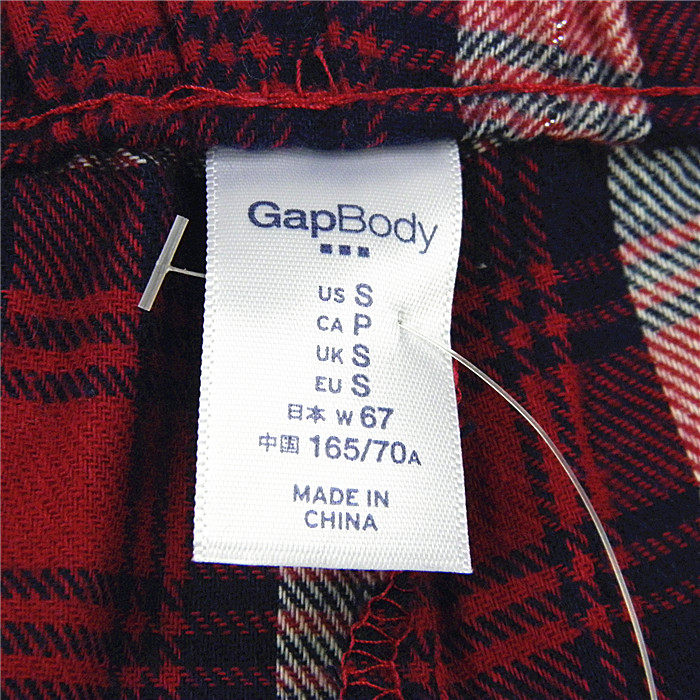 GapBody
US S
CA P
UK S
EU S
日本 W 67
中国 165/70A
MADE IN
CHINA